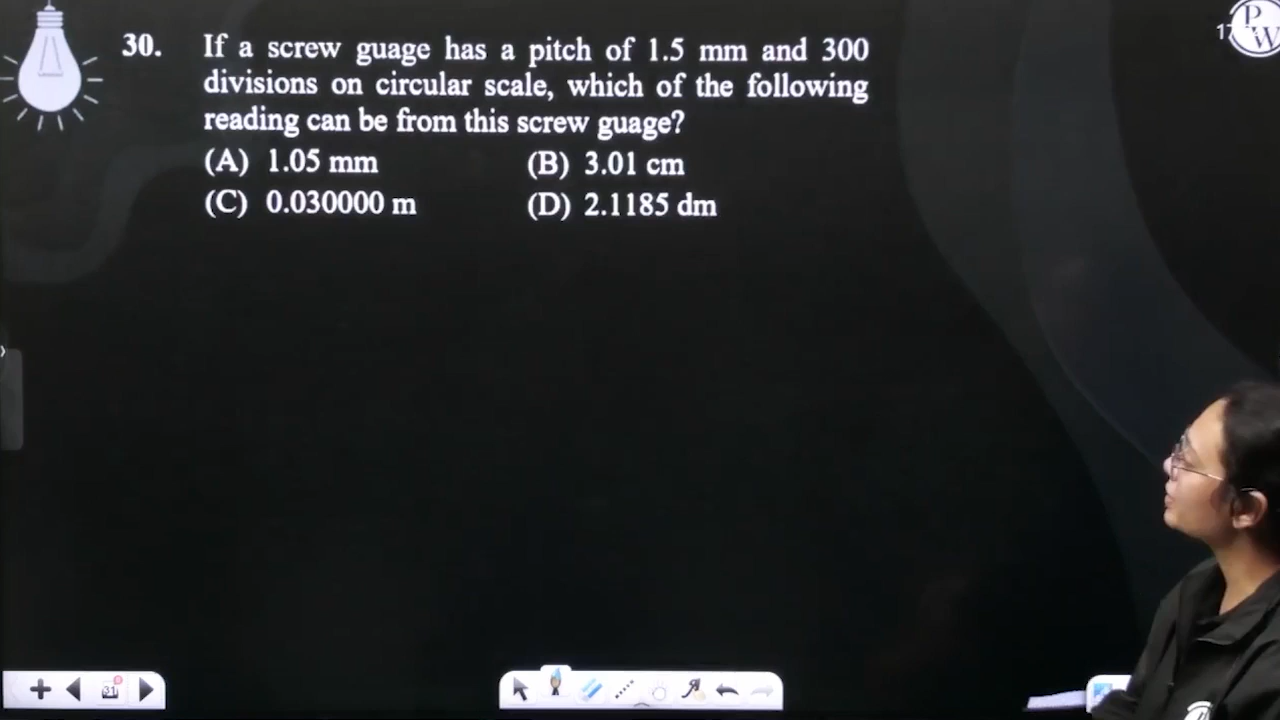 30. If a screw guage has a pitch of 1.5 mm and 300
divisions on circular scale, which of the following
reading can be from this screw guage?
(A) 1.05 mm (B) 3.01 cm
(C) 0.030000 m (D) 2.1185 dm
PW
31